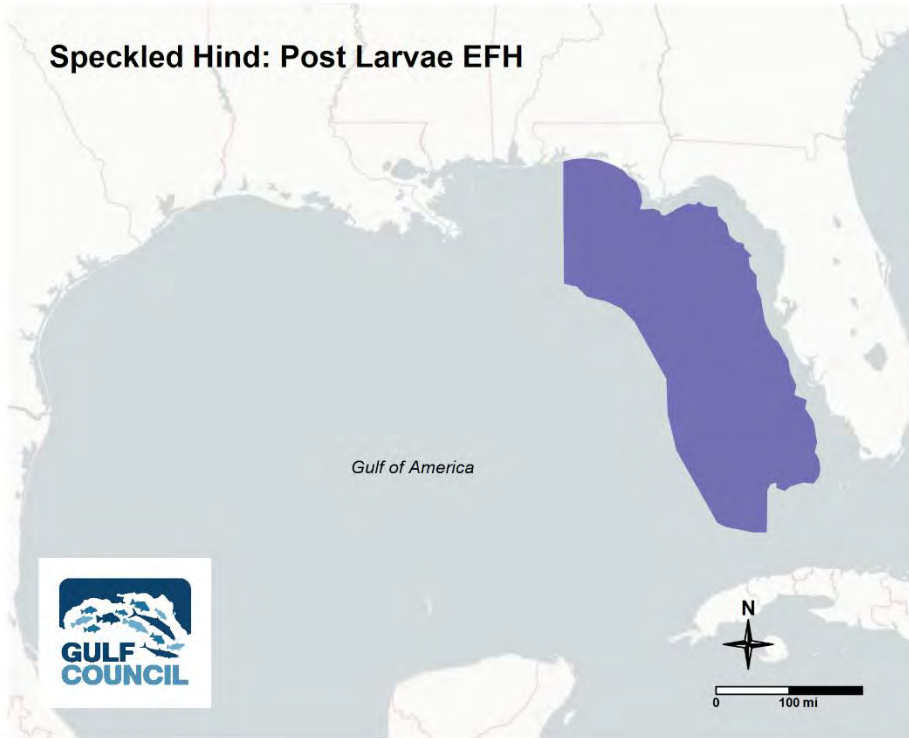 Speckled Hind: Post Larvae EFH
Gulf of America
GULF
COUNCIL
N
0 100 mi